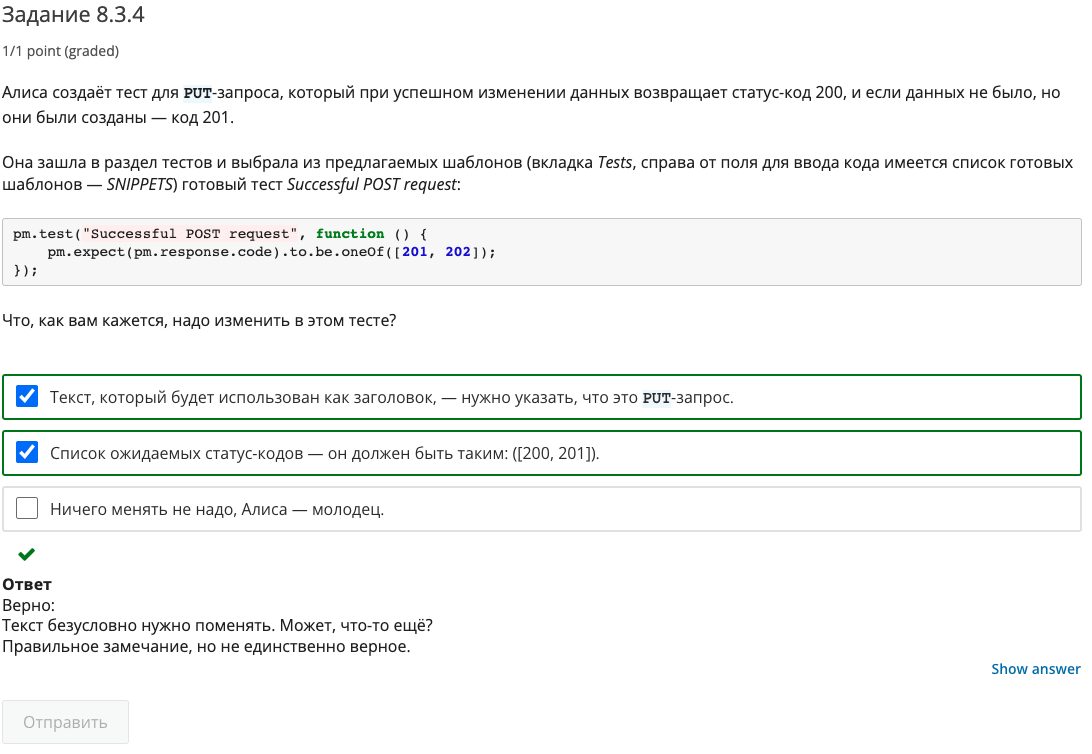 Задание 8.3.4
1/1 point (graded)
Алиса создаёт тест для PUT-запроса, который при успешном изменении данных возвращает статус-код 200, и если данных не было, но
они были созданы — код 201.
Она зашла в раздел тестов и выбрала из предлагаемых шаблонов (вкладка Tests, справа от поля для ввода кода имеется список готовых
шаблонов — SNIPPETS) готовый тест Successful POST request:
pm.test("Successful POST request", function () {
    pm.expect(pm.response.code).to.be.oneOf([201, 202]);
});
Что, как вам кажется, надо изменить в этом тесте?
Текст, который будет использован как заголовок, — нужно указать, что это PUT-запрос.
Список ожидаемых статус-кодов — он должен быть таким: ([200, 201]).
Ничего менять не надо, Алиса — молодец.
Ответ
Верно:
Текст безусловно нужно поменять. Может, что-то ещё?
Правильное замечание, но не единственно верное.
Show answer
Отправить